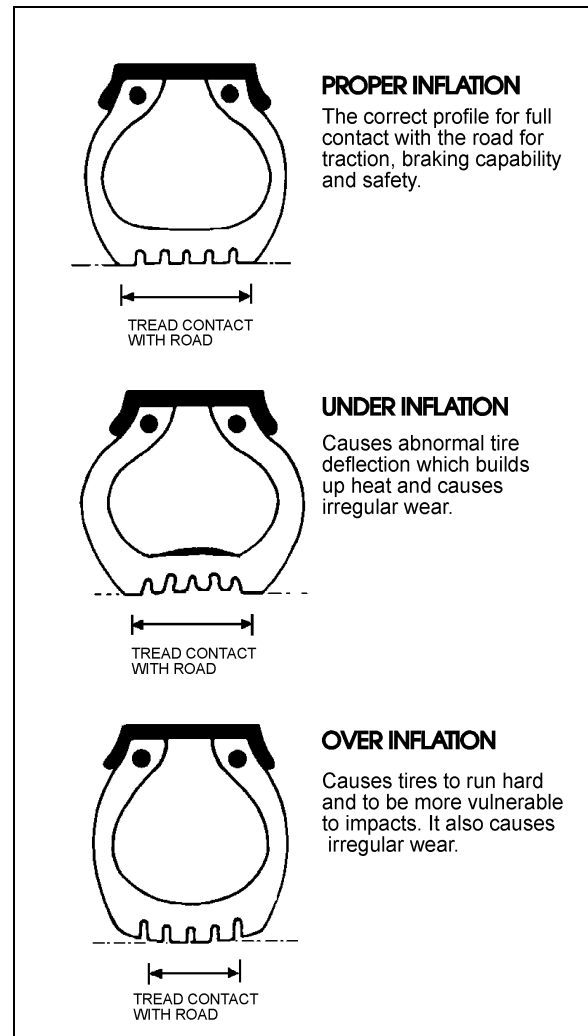 PROPER INFLATION
The correct profile for full
contact with the road for
traction, braking capability
and safety.
TREAD CONTACT
WITH ROAD
UNDER INFLATION
Causes abnormal tire
deflection which builds
up heat and causes
irregular wear.
TREAD CONTACT
WITH ROAD
OVER INFLATION
Causes tires to run hard
and to be more vulnerable
to impacts. It also causes
irregular wear.
TREAD CONTACT
WITH ROAD